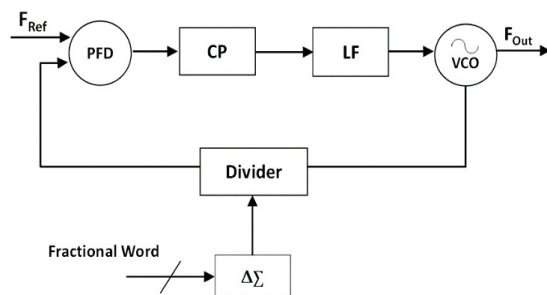 F_Ref
PFD
CP
LF
VCO
F_Out
Divider
Fractional Word
ΔΣ